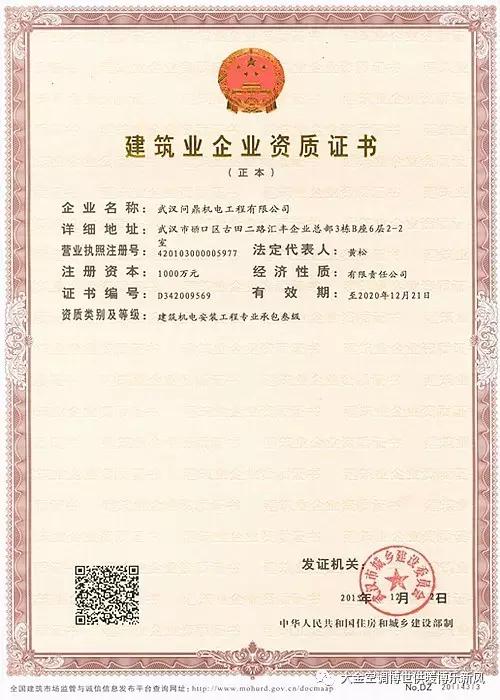 建筑业企业资质证书
（正本）
企业名称：武汉问鼎机电工程有限公司
详细地址：武汉市硚口区古田二路汇丰企业总部3栋B座6层2-2室
营业执照注册号：420103000005977 法定代表人：黄松
注册资本：1000万元 经济性质：有限责任公司
证书编号：D342009569 有效期：至2020年12月21日
资质类别及等级：建筑机电安装工程专业承包叁级
发证机关：
武汉市城乡建设委员会
年12月 2日
中华人民共和国住房和城乡建设部制
全国建筑市场监管与诚信信息发布平台查询网址：http://www.mohurd.gov.cn/docmaap
No.DZ
大金空调博世供暖博乐新风